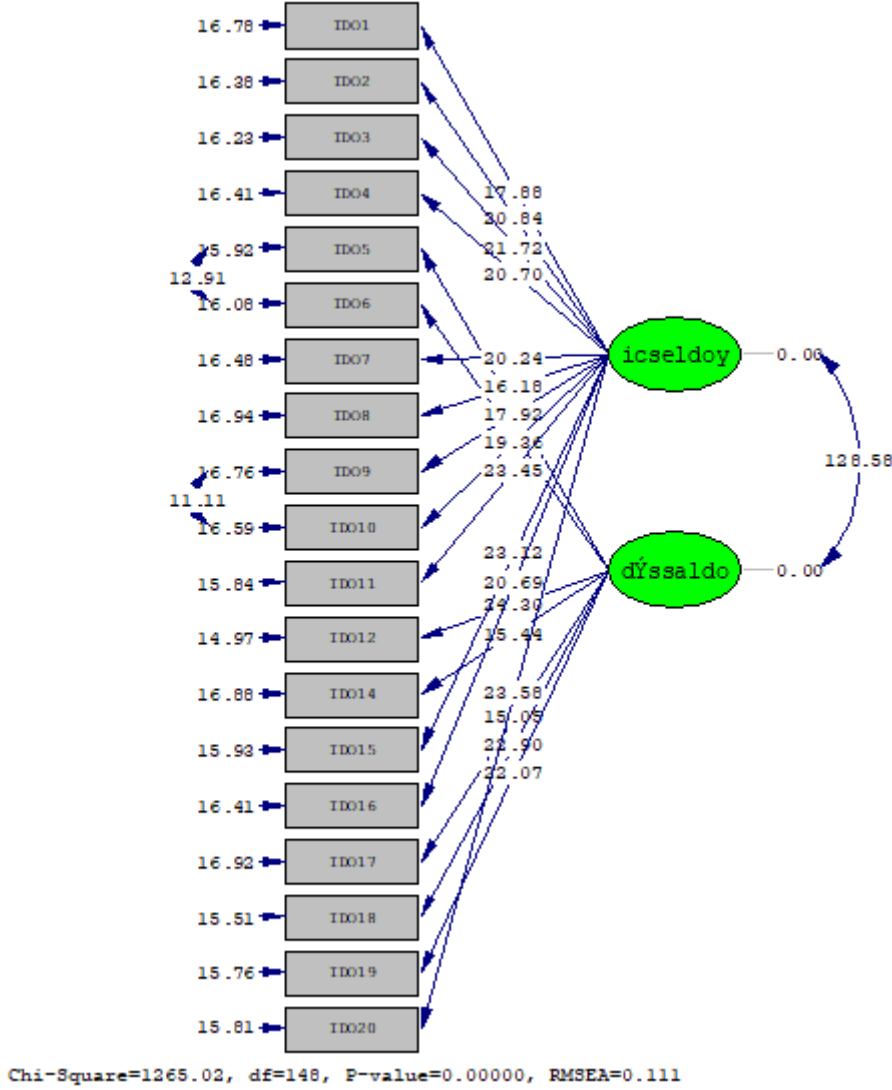 16.78 IDO1
16.38 IDO2
16.23 IDO3
16.41 IDO4 17.88
20.84
15.92 IDO5 21.72
12.91 20.70
16.08 IDO6
icseldoy 0.00
16.48 IDO7 20.24
16.18
16.94 IDO8 17.92
19.36
16.76 IDO9 23.45 128.58
11.11
16.59 IDO10
23.12
dÝssaldo 0.00
15.84 IDO11 20.69
24.30
14.97 IDO12 15.44
16.88 IDO14 23.58
15.05
15.93 IDO15 22.90
22.07
16.41 IDO16
16.92 IDO17
15.51 IDO18
15.76 IDO19
15.81 IDO20
Chi-Square=1265.02, df=148, P-value=0.00000, RMSEA=0.111